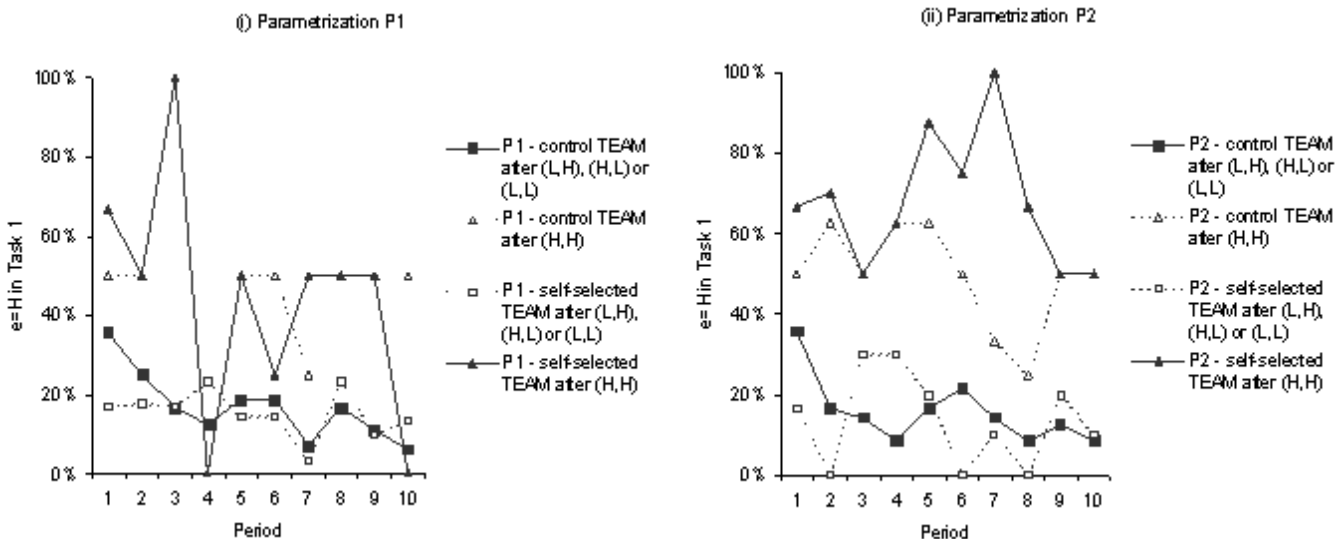 (i) Parametrization P1
100%
80%
60%
40%
20%
0%
e=H in Task 1
1 2 3 4 5 6 7 8 9 10
Period
P1 - control TEAM
after (L,H), (H,L) or
(L,L)
P1 - control TEAM
after (H,H)
P1 - self-selected
TEAM after (L,H),
(H,L) or (L,L)
P1 - self-selected
TEAM after (H,H)
(ii) Parametrization P2
100%
80%
60%
40%
20%
0%
e=H in Task 1
1 2 3 4 5 6 7 8 9 10
Period
P2 - control TEAM
after (L,H), (H,L) or
(L,L)
P2 - control TEAM
after (H,H)
P2 - self-selected
TEAM after (L,H),
(H,L) or (L,L)
P2 - self-selected
TEAM after (H,H)